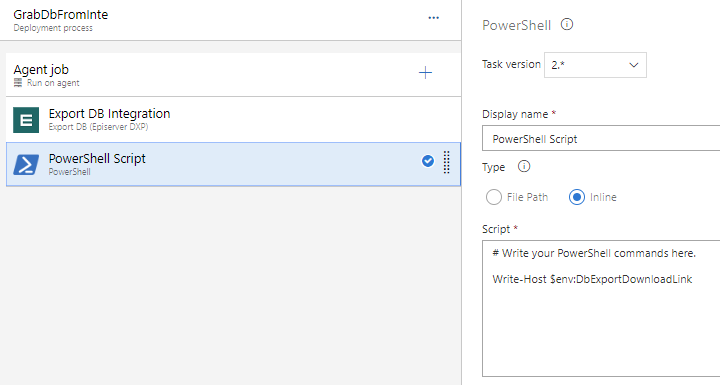 GrabDbFromInte
Deployment process
...
Agent job
Run on agent
Export DB Integration
Export DB (Episerver DXP)
PowerShell Script
PowerShell
PowerShell
Task version 2.*
Display name *
PowerShell Script
Type
File Path Inline
Script *
# Write your PowerShell commands here.
Write-Host $env:DbExportDownloadLink